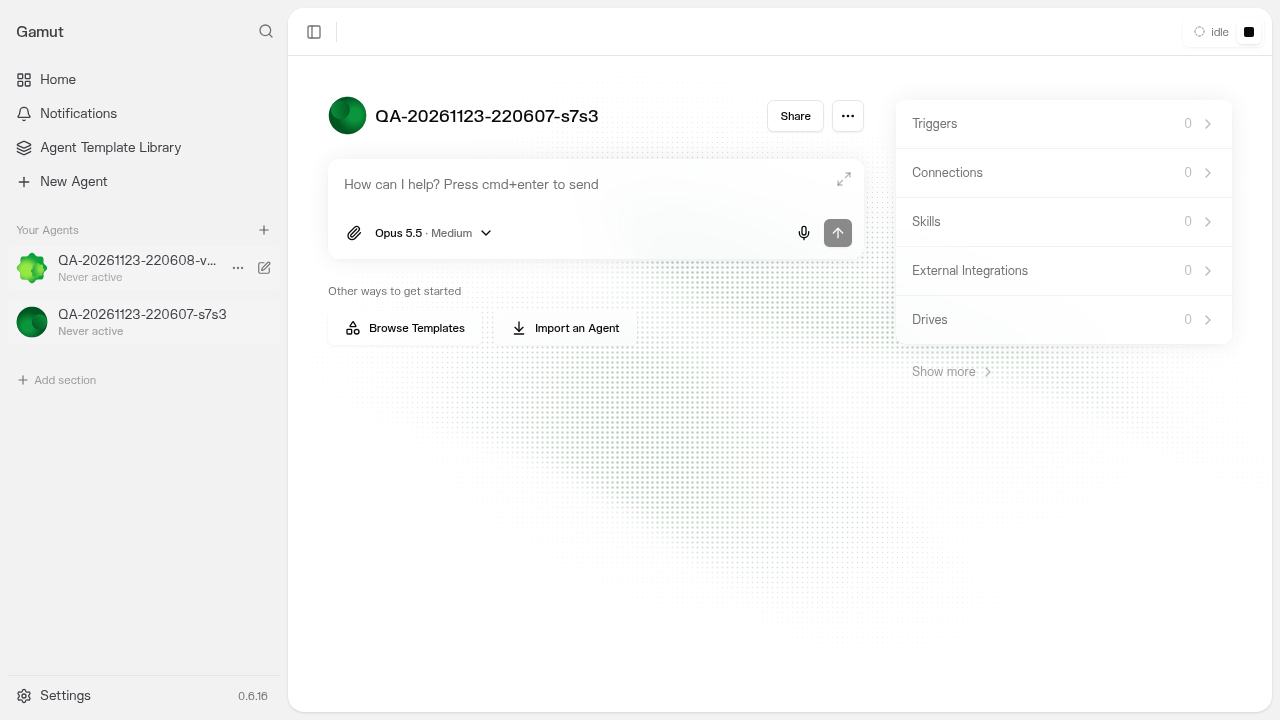 Gamut
Home
Notifications
Agent Template Library
New Agent
Your Agents
QA-20261123-220608-v...
Never active
QA-20261123-220607-s7s3
Never active
Add section
Settings
0.6.16
idle
QA-20261123-220607-s7s3
Share
How can I help? Press cmd+enter to send
Opus 5.5 · Medium
Other ways to get started
Browse Templates
Import an Agent
Triggers 0
Connections 0
Skills 0
External Integrations 0
Drives 0
Show more